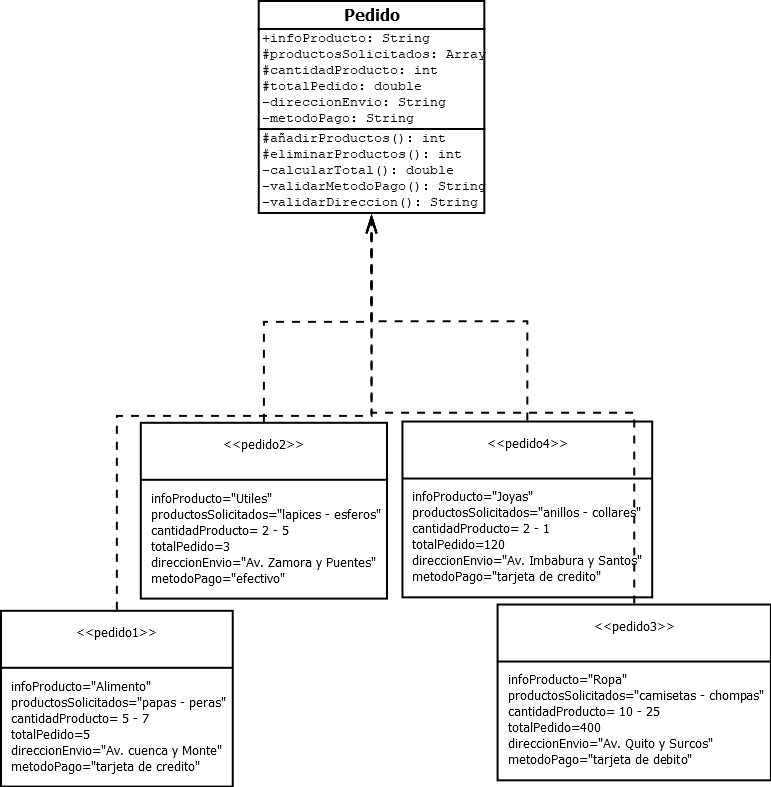 Pedido
+infoProducto: String
#productosSolicitados: Array
#cantidadProducto: int
#totalPedido: double
-direccionEnvio: String
-metodoPago: String
#añadirProductos(): int
#eliminarProductos(): int
-calcularTotal(): double
-validarMetodoPago(): String
-validarDireccion(): String
<<pedido2>>
infoProducto="Utiles"
productosSolicitados="lapices - esferos"
cantidadProducto= 2 - 5
totalPedido=3
direccionEnvio="Av. Zamora y Puentes"
metodoPago="efectivo"
<<pedido4>>
infoProducto="Joyas"
productosSolicitados="anillos - collares"
cantidadProducto= 2 - 1
totalPedido=120
direccionEnvio="Av. Imbabura y Santos"
metodoPago="tarjeta de credito"
<<pedido1>>
infoProducto="Alimento"
productosSolicitados="papas - peras"
cantidadProducto= 5 - 7
totalPedido=5
direccionEnvio="Av. cuenca y Monte"
metodoPago="tarjeta de credito"
<<pedido3>>
infoProducto="Ropa"
productosSolicitados="camisetas - chompas"
cantidadProducto= 10 - 25
totalPedido=400
direccionEnvio="Av. Quito y Surcos"
metodoPago="tarjeta de debito"